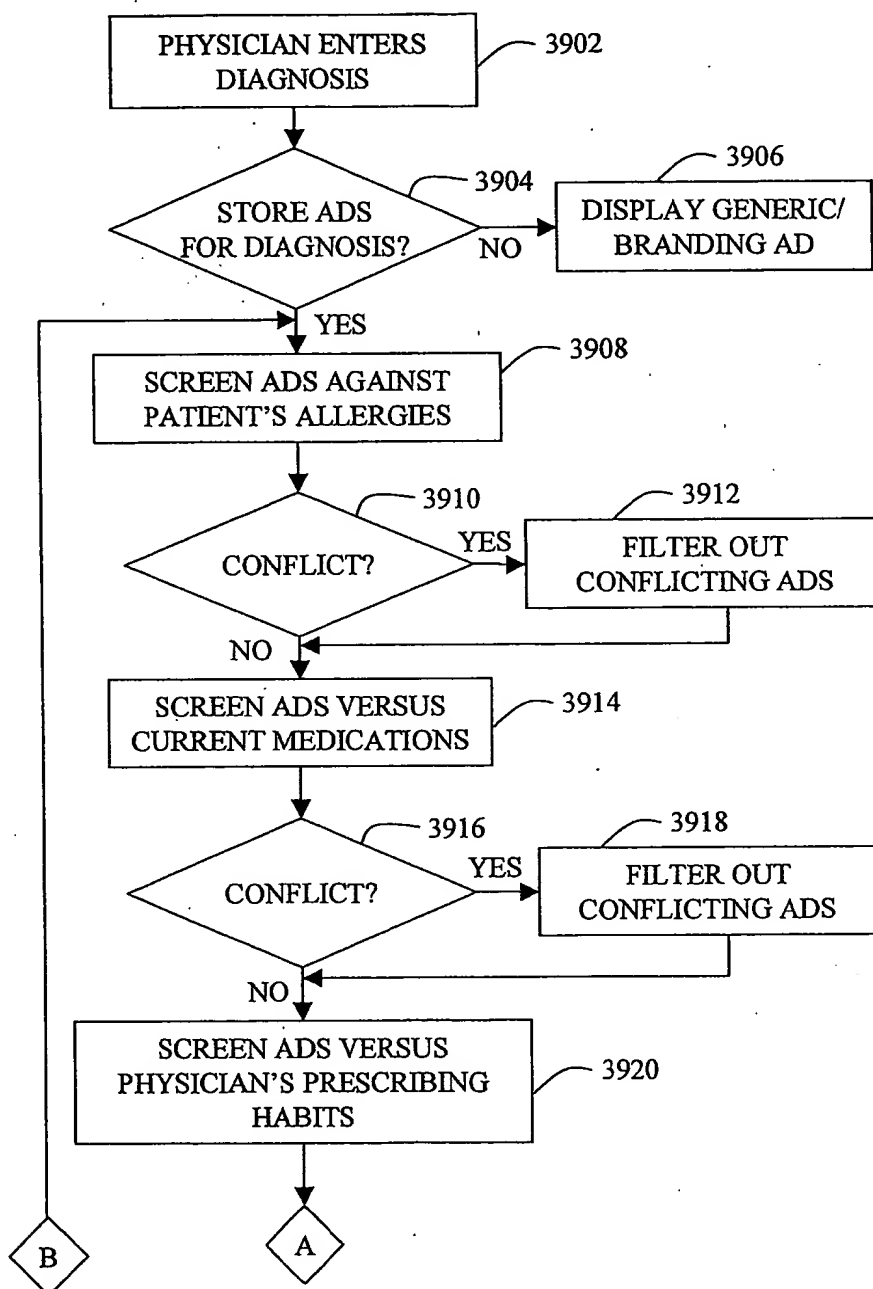 PHYSICIAN ENTERS
DIAGNOSIS
3902
STORE ADS
FOR DIAGNOSIS?
3904
NO
3906
DISPLAY GENERIC/
BRANDING AD
YES
3908
SCREEN ADS AGAINST
PATIENT'S ALLERGIES
3910
CONFLICT?
YES
3912
FILTER OUT
CONFLICTING ADS
NO
SCREEN ADS VERSUS
CURRENT MEDICATIONS
3914
3916
CONFLICT?
YES
3918
FILTER OUT
CONFLICTING ADS
NO
SCREEN ADS VERSUS
PHYSICIAN'S PRESCRIBING
HABITS
3920
B
A